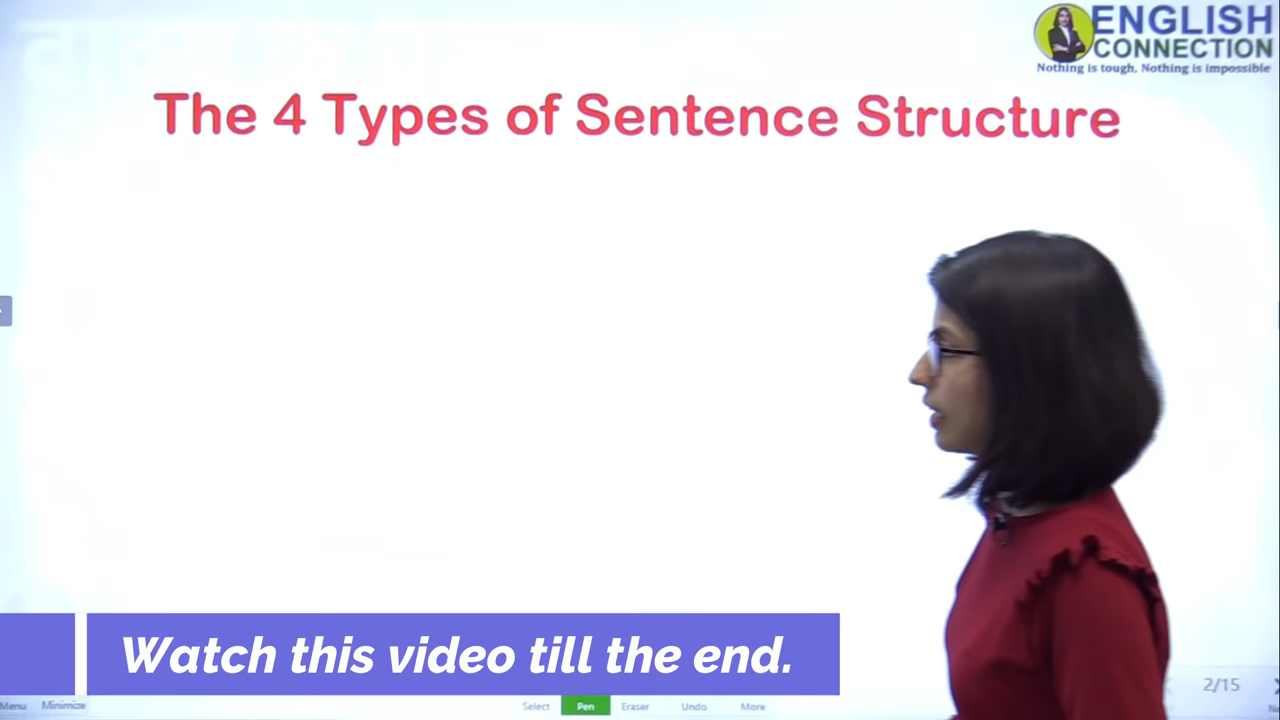 ENGLISH
CONNECTION
Nothing is tough, Nothing is impossible
The 4 Types of Sentence Structure
Watch this video till the end.
2/15
Menu Minimize Select Pen Eraser Undo More